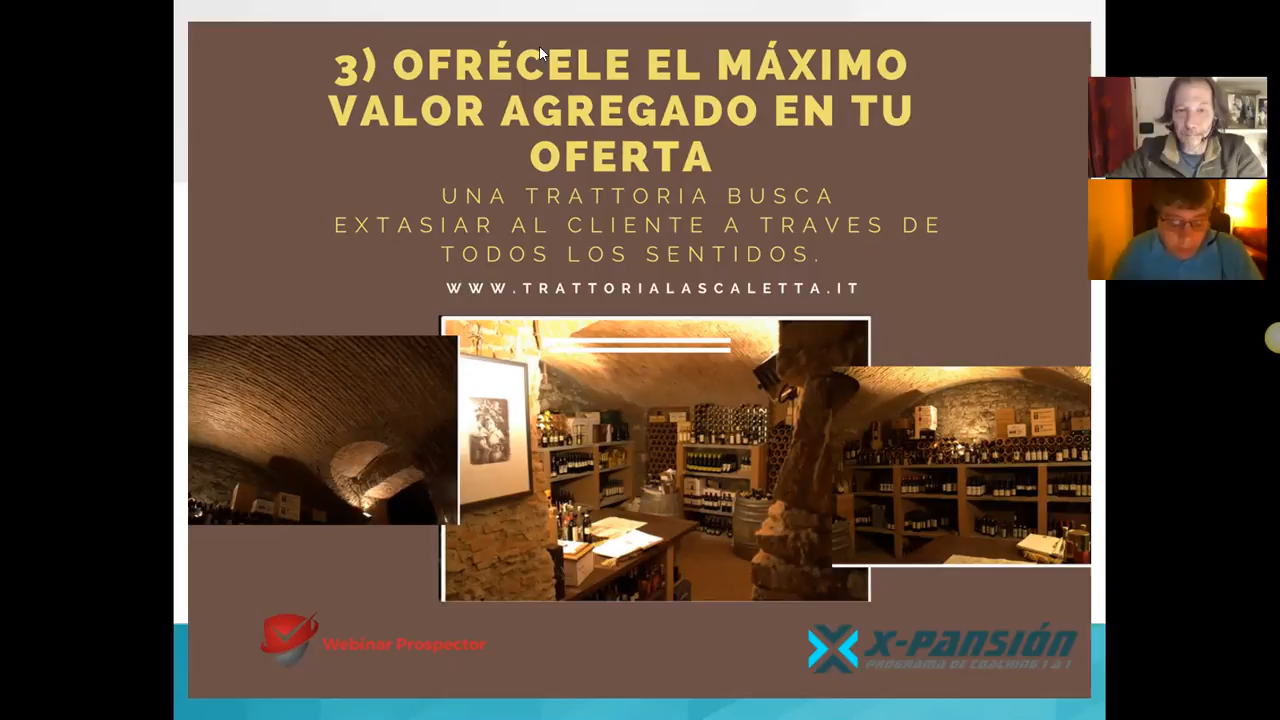 3) OFRÉCELE EL MÁXIMO
VALOR AGREGADO EN TU
OFERTA
UNA TRATTORIA BUSCA
EXTASIAR AL CLIENTE A TRAVES DE
TODOS LOS SENTIDOS.
WWW.TRATTORIALASCALETTA.IT
Webinar Prospector
X-PANSIÓN
PROGRAMA DE COACHING 1 A 1